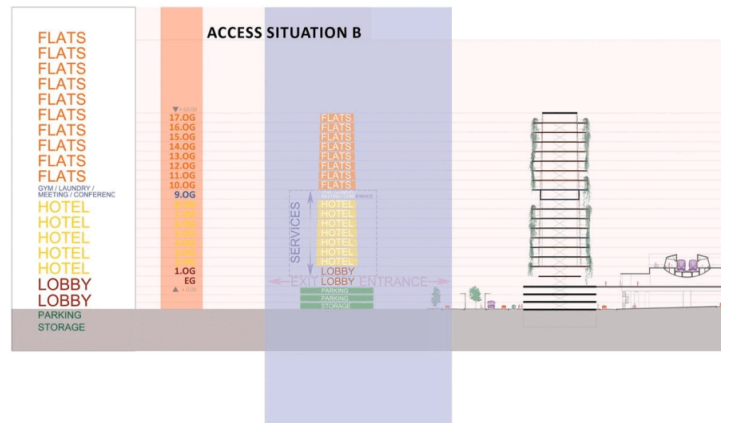 ACCESS SITUATION B
FLATS
FLATS
FLATS
FLATS
FLATS
FLATS
FLATS
FLATS
FLATS
FLATS
GYM / LAUNDRY /
MEETING / CONFERENC
HOTEL
HOTEL
HOTEL
HOTEL
HOTEL
LOBBY
LOBBY
PARKING
STORAGE
17.OG
16.OG
15.OG
14.OG
13.OG
12.OG
11.OG
10.OG
9.OG
1.OG
EG
FLATS
FLATS
FLATS
FLATS
FLATS
FLATS
FLATS
FLATS
HOTEL
HOTEL
HOTEL
HOTEL
HOTEL
HOTEL
HOTEL
LOBBY
LOBBY
PARKING
PARKING
STORAGE
SERVICES
EXIT
ENTRANCE